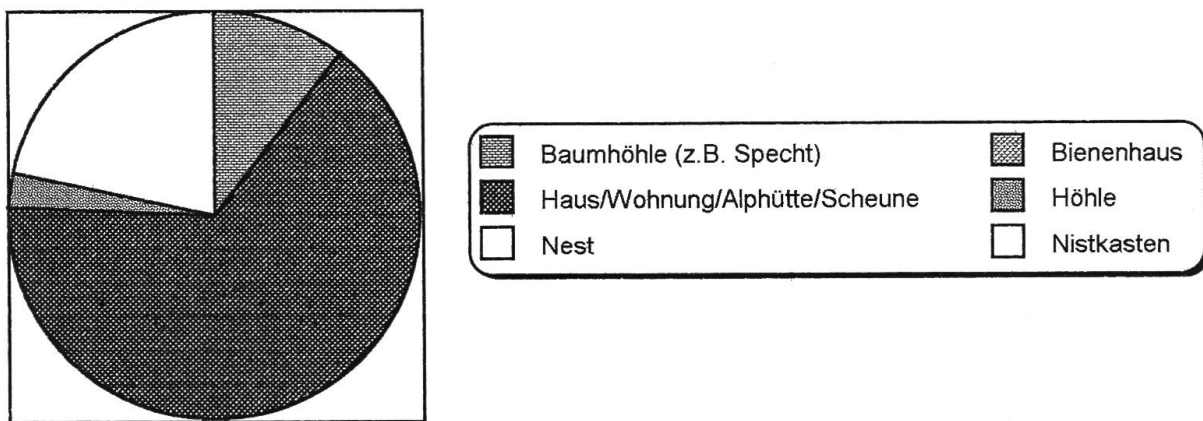 Baumhöhle (z.B. Specht)
Haus/Wohnung/Alphütte/Scheune
Nest
Bienenhaus
Höhle
Nistkasten